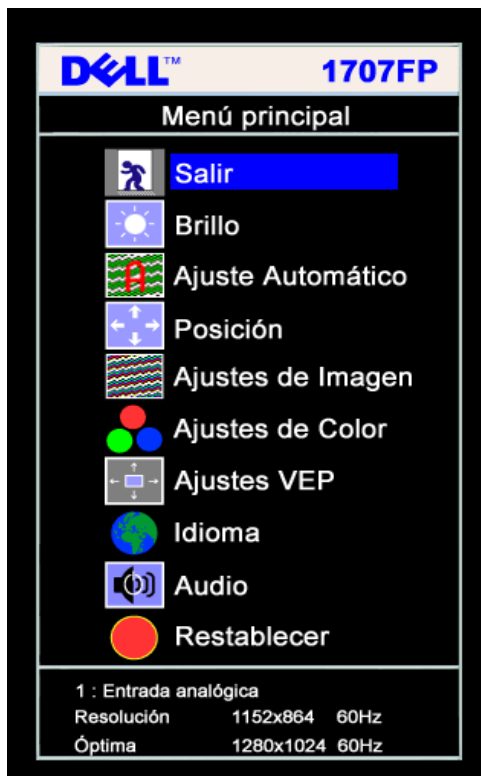 DELL™ 1707FP
Menú principal
Salir
Brillo
Ajuste Automático
Posición
Ajustes de Imagen
Ajustes de Color
Ajustes VEP
Idioma
Audio
Restablecer
1 : Entrada analógica
Resolución 1152x864 60Hz
Óptima 1280x1024 60Hz